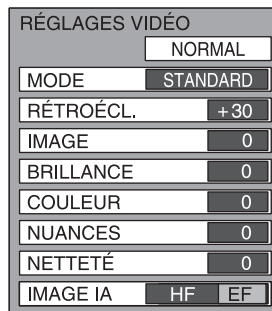 RÉGLAGES VIDÉO
NORMAL
MODE STANDARD
RÉTROÉCL. +30
IMAGE 0
BRILLANCE 0
COULEUR 0
NUANCES 0
NETTETÉ 0
IMAGE IA HF EF